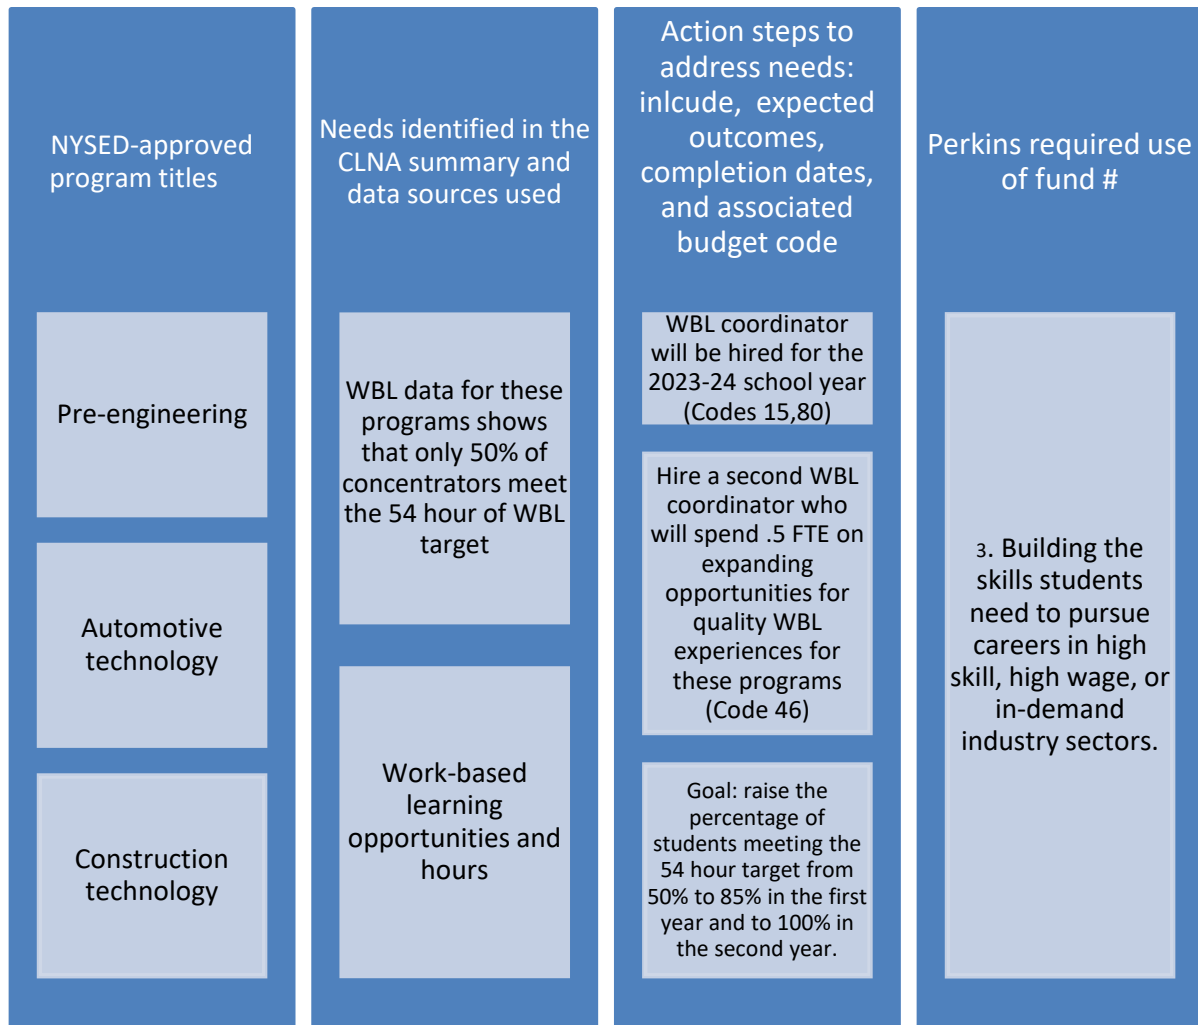 NYSED-approved
program titles
Pre-engineering
Automotive
technology
Construction
technology
Needs identified in the
CLNA summary and
data sources used
WBL data for these
programs shows
that only 50% of
concentrators meet
the 54 hour of WBL
target
Work-based
learning
opportunities and
hours
Action steps to
address needs:
inlcude, expected
outcomes,
completion dates,
and associated
budget code
WBL coordinator
will be hired for the
2023-24 school year
(Codes 15,80)
Hire a second WBL
coordinator who
will spend .5 FTE on
expanding
opportunities for
quality WBL
experiences for
these programs
(Code 46)
Goal: raise the
percentage of
students meeting the
54 hour target from
50% to 85% in the first
year and to 100% in
the second year.
Perkins required use
of fund #
3. Building the
skills students
need to pursue
careers in high
skill, high wage, or
in-demand
industry sectors.